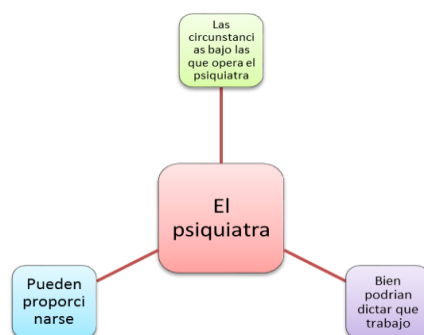 Las
circunstanci
as bajo las
que opera el
psiquiatra
El
psiquiatra
Pueden
proporci
narse
Bien
podrian
dictar que
trabajo